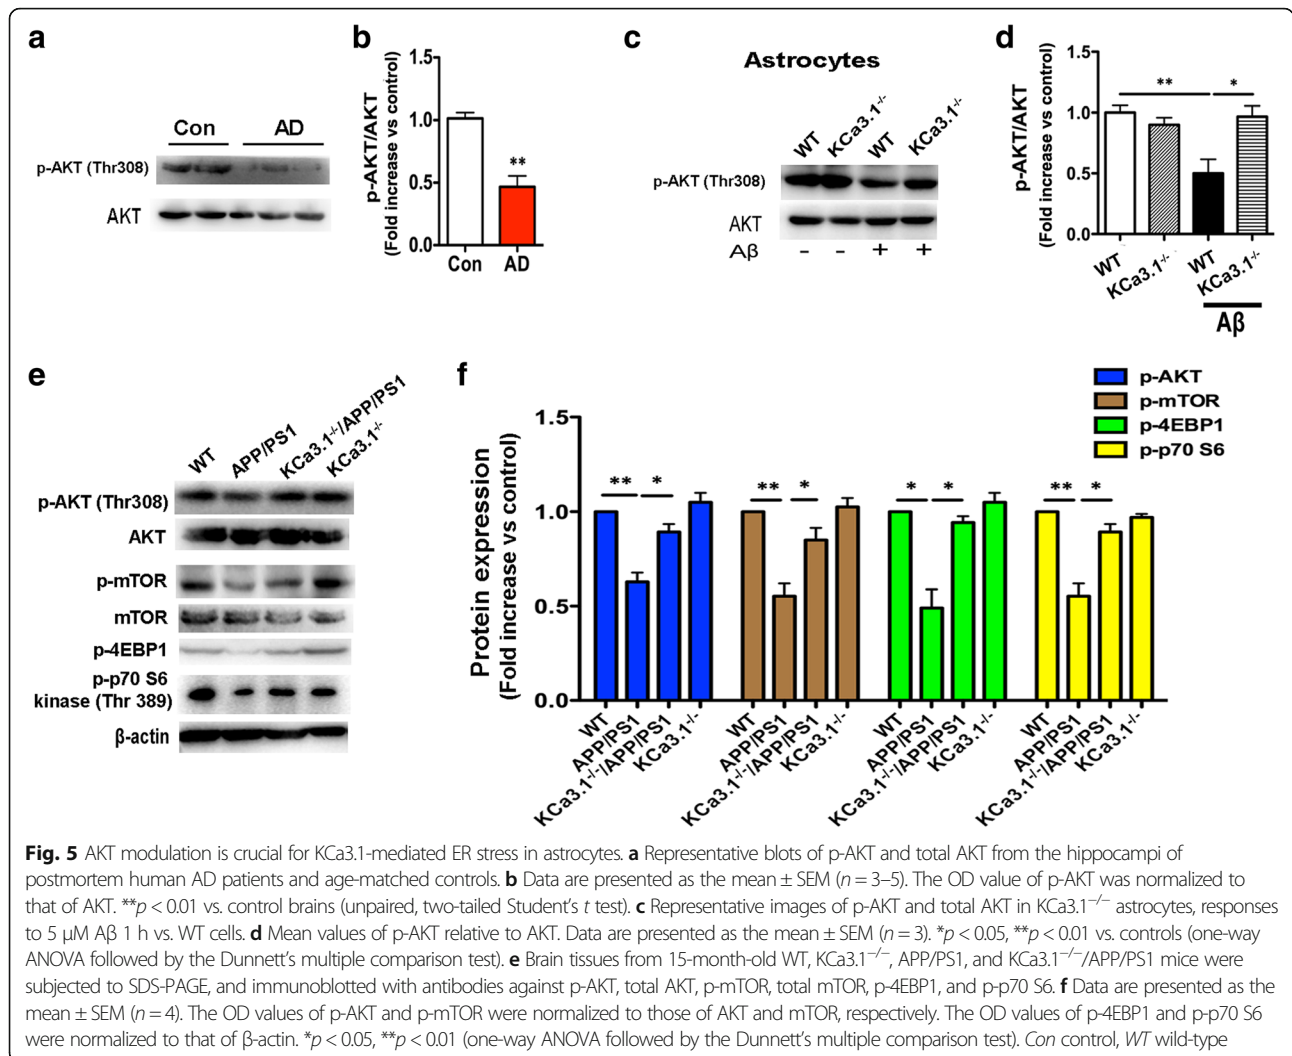 a
Con AD
p-AKT (Thr308)
AKT
b
p-AKT/AKT
(Fold increase vs control)
1.5
1.0
0.5
0.0
**
Con AD
c
Astrocytes
WT KCa3.1-/- WT KCa3.1-/-
p-AKT (Thr308)
AKT
Aβ - - + +
d
p-AKT/AKT
(Fold increase vs control)
1.5
1.0
0.5
0.0
** *
WT KCa3.1-/- WT KCa3.1-/-
Aβ
e
WT APP/PS1 KCa3.1-/-/APP/PS1 KCa3.1-/-
p-AKT (Thr308)
AKT
p-mTOR
mTOR
p-4EBP1
p-p70 S6
kinase (Thr 389)
β-actin
f
p-AKT
p-mTOR
p-4EBP1
p-p70 S6
Protein expression
(Fold increase vs control)
1.5
1.0
0.5
0.0
** * ** * * * ** *
WT APP/PS1 KCa3.1-/-/APP/PS1 KCa3.1-/- WT APP/PS1 KCa3.1-/-/APP/PS1 KCa3.1-/- WT APP/PS1 KCa3.1-/-/APP/PS1 KCa3.1-/- WT APP/PS1 KCa3.1-/-/APP/PS1 KCa3.1-/-
Fig. 5 AKT modulation is crucial for KCa3.1-mediated ER stress in astrocytes. a Representative blots of p-AKT and total AKT from the hippocampi of
postmortem human AD patients and age-matched controls. b Data are presented as the mean ± SEM (n = 3–5). The OD value of p-AKT was normalized to
that of AKT. **p < 0.01 vs. control brains (unpaired, two-tailed Student's t test). c Representative images of p-AKT and total AKT in KCa3.1−/− astrocytes, responses
to 5 μM Aβ 1 h vs. WT cells. d Mean values of p-AKT relative to AKT. Data are presented as the mean ± SEM (n = 3). *p < 0.05, **p < 0.01 vs. controls (one-way
ANOVA followed by the Dunnett's multiple comparison test). e Brain tissues from 15-month-old WT, KCa3.1−/−, APP/PS1, and KCa3.1−/−/APP/PS1 mice were
subjected to SDS-PAGE, and immunoblotted with antibodies against p-AKT, total AKT, p-mTOR, total mTOR, p-4EBP1, and p-p70 S6. f Data are presented as the
mean ± SEM (n = 4). The OD values of p-AKT and p-mTOR were normalized to those of AKT and mTOR, respectively. The OD values of p-4EBP1 and p-p70 S6
were normalized to that of β-actin. *p < 0.05, **p < 0.01 (one-way ANOVA followed by the Dunnett's multiple comparison test). Con control, WT wild-type